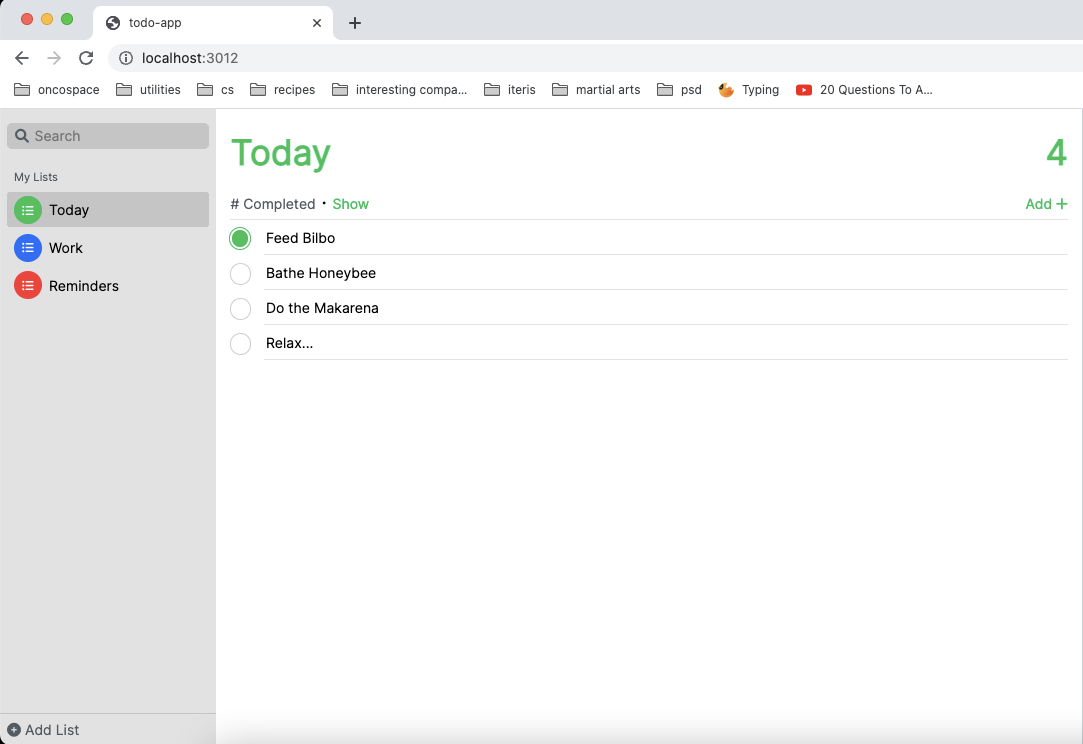 todo-app
localhost:3012
oncospace utilities cs recipes interesting compa... iteris martial arts psd Typing 20 Questions To A...
Search
My Lists
Today
Work
Reminders
Add List
Today 4
# Completed • Show Add +
Feed Bilbo
Bathe Honeybee
Do the Makarena
Relax...